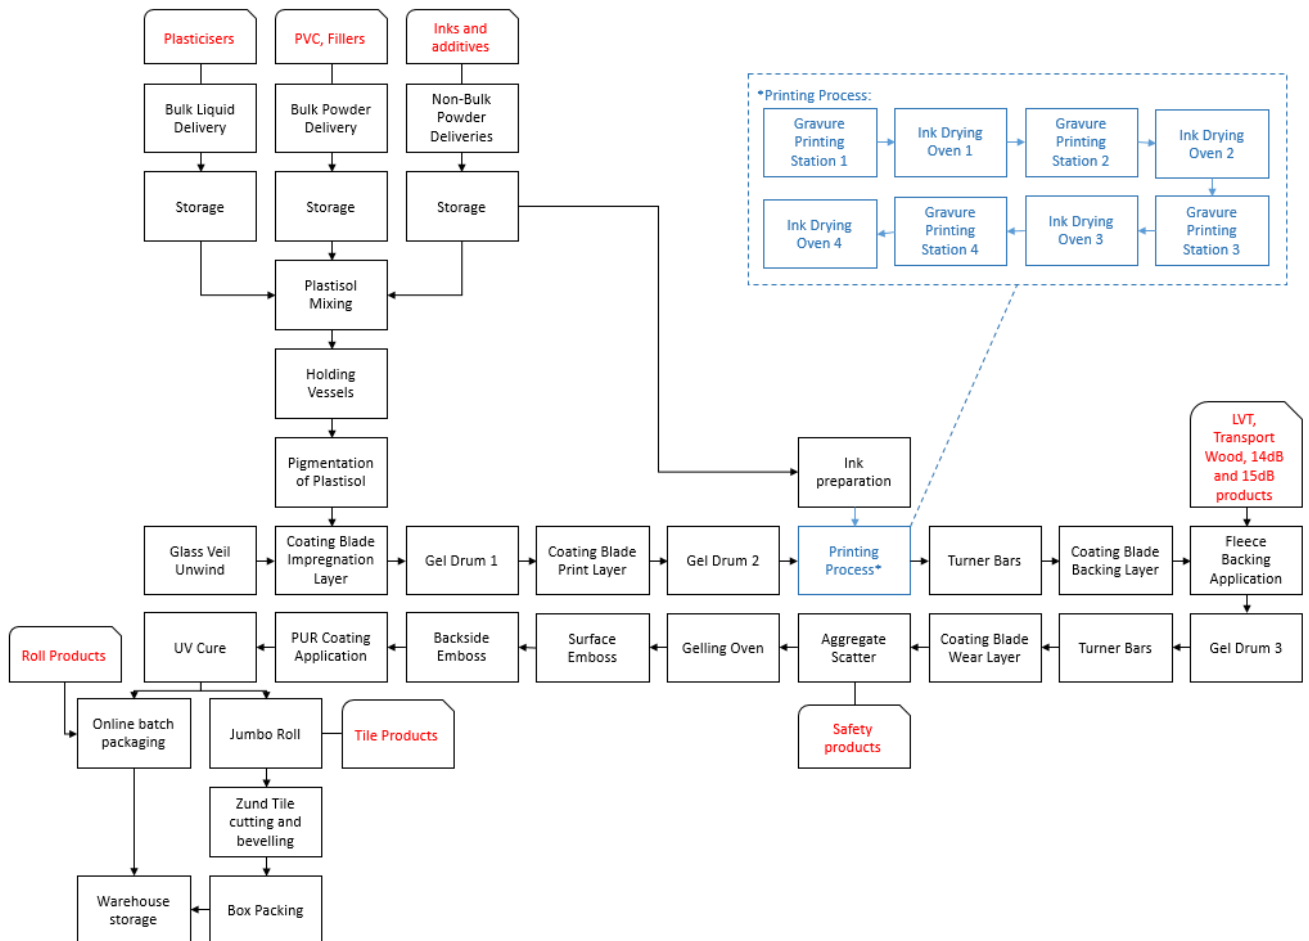 Plasticisers
PVC, Fillers
Inks and
additives
Bulk Liquid
Delivery
Bulk Powder
Delivery
Non-Bulk
Powder
Deliveries
Storage
Storage
Storage
*Printing Process:
Gravure
Printing
Station 1
Ink Drying
Oven 1
Gravure
Printing
Station 2
Ink Drying
Oven 2
Ink Drying
Oven 4
Gravure
Printing
Station 4
Ink Drying
Oven 3
Gravure
Printing
Station 3
Plastisol
Mixing
Holding
Vessels
Pigmentation
of Plastisol
Ink
preparation
LVT,
Transport
Wood, 14dB
and 15dB
products
Glass Veil
Unwind
Coating Blade
Impregnation
Layer
Gel Drum 1
Coating Blade
Print Layer
Gel Drum 2
Printing
Process*
Turner Bars
Coating Blade
Backing Layer
Fleece
Backing
Application
Roll Products
UV Cure
PUR Coating
Application
Backside
Emboss
Surface
Emboss
Gelling Oven
Aggregate
Scatter
Coating Blade
Wear Layer
Turner Bars
Gel Drum 3
Online batch
packaging
Jumbo Roll
Tile Products
Safety
products
Zund Tile
cutting and
bevelling
Warehouse
storage
Box Packing